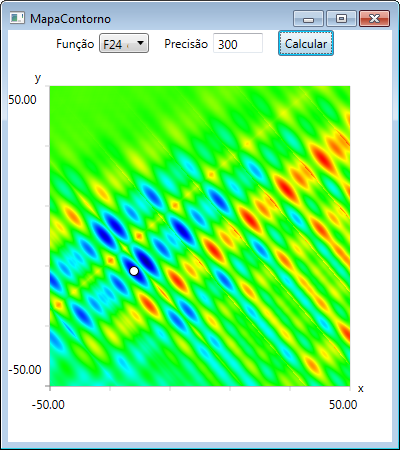 MapaContorno
Função F24 Precisão 300 Calcular
y
50.00
-50.00
x
-50.00 50.00